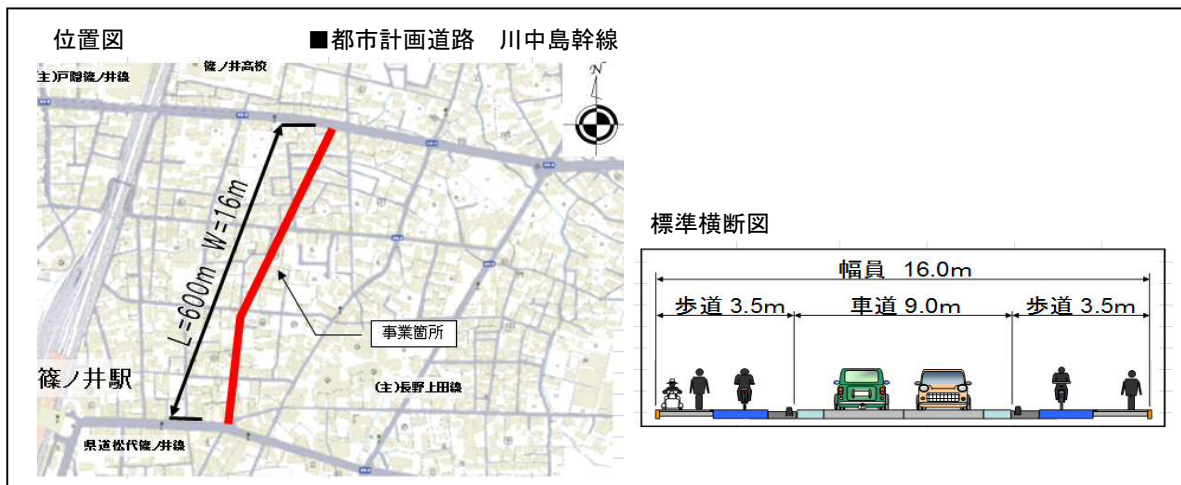 位置図
■都市計画道路 川中島幹線
篠ノ井高校
(主)戸隠篠ノ井線
N
L=600m W=16m
事業箇所
篠ノ井駅
(主)長野上田線
県道松代篠ノ井線
標準横断図
幅員 16.0m
歩道 3.5m
車道 9.0m
歩道 3.5m